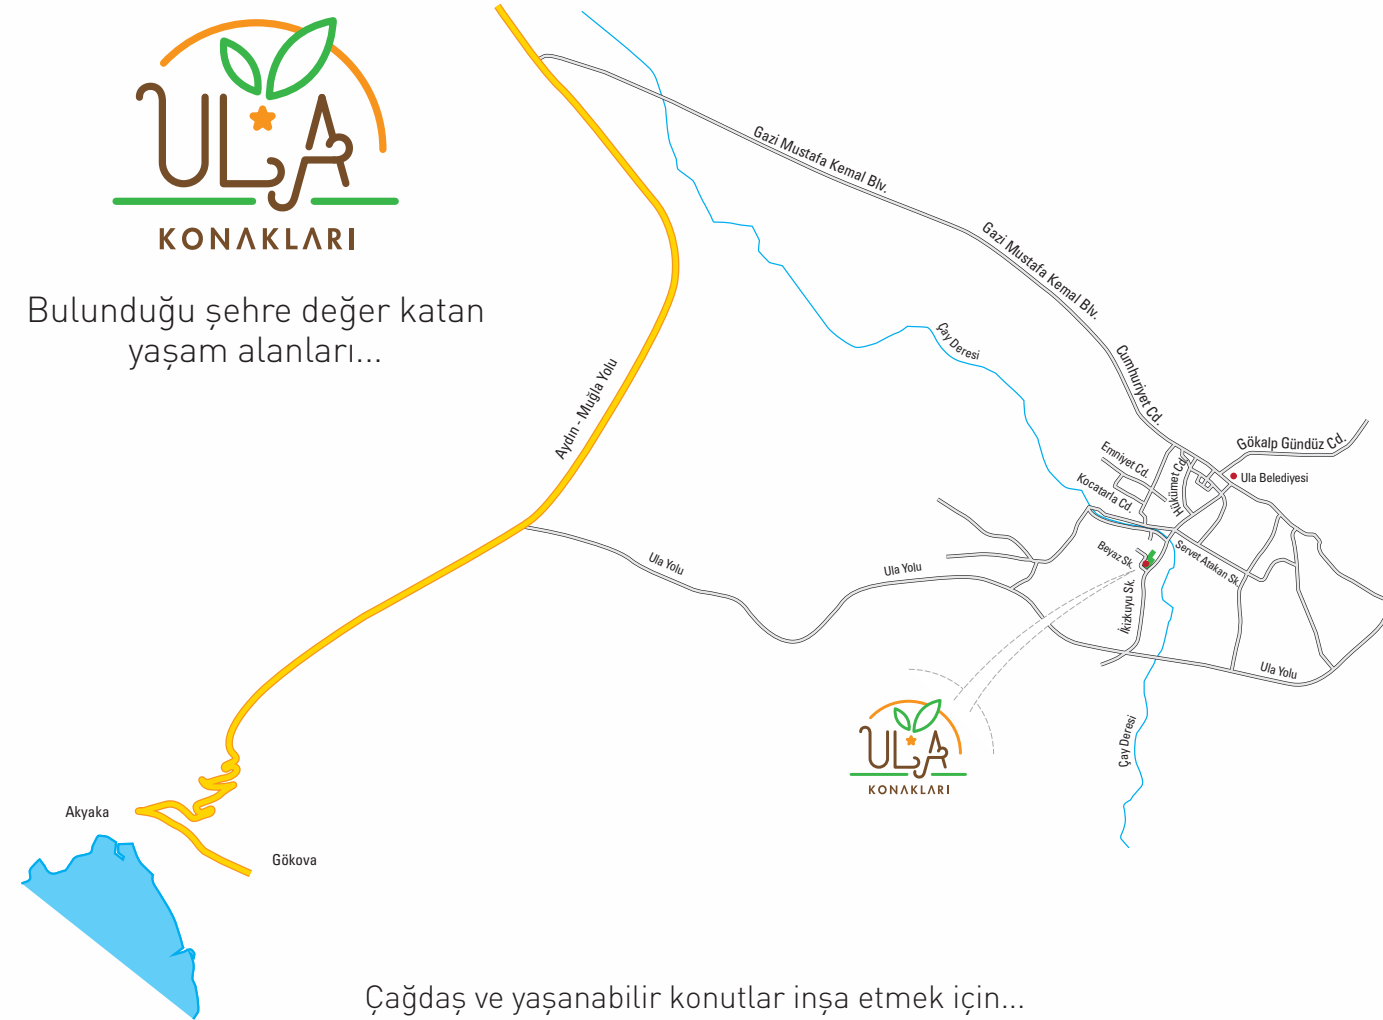 ULA
KONAKLARI
Bulunduğu şehre değer katan
yaşam alanları...
Gazi Mustafa Kemal Blv.
Gazi Mustafa Kemal Blv.
Çay Deresi
Cumhuriyet Cd.
Aydın - Muğla Yolu
Gökalp Gündüz Cd.
Emniyet Cd.
Hükümet Cd.
Ula Belediyesi
Kocatarla Cd.
Beyaz Sk.
Servet Atakan Sk.
Ula Yolu
Ula Yolu
İkizkuyu Sk.
Ula Yolu
ULA
KONAKLARI
Çay Deresi
Akyaka
Gökova
Çağdaş ve yaşanabilir konutlar inşa etmek için...